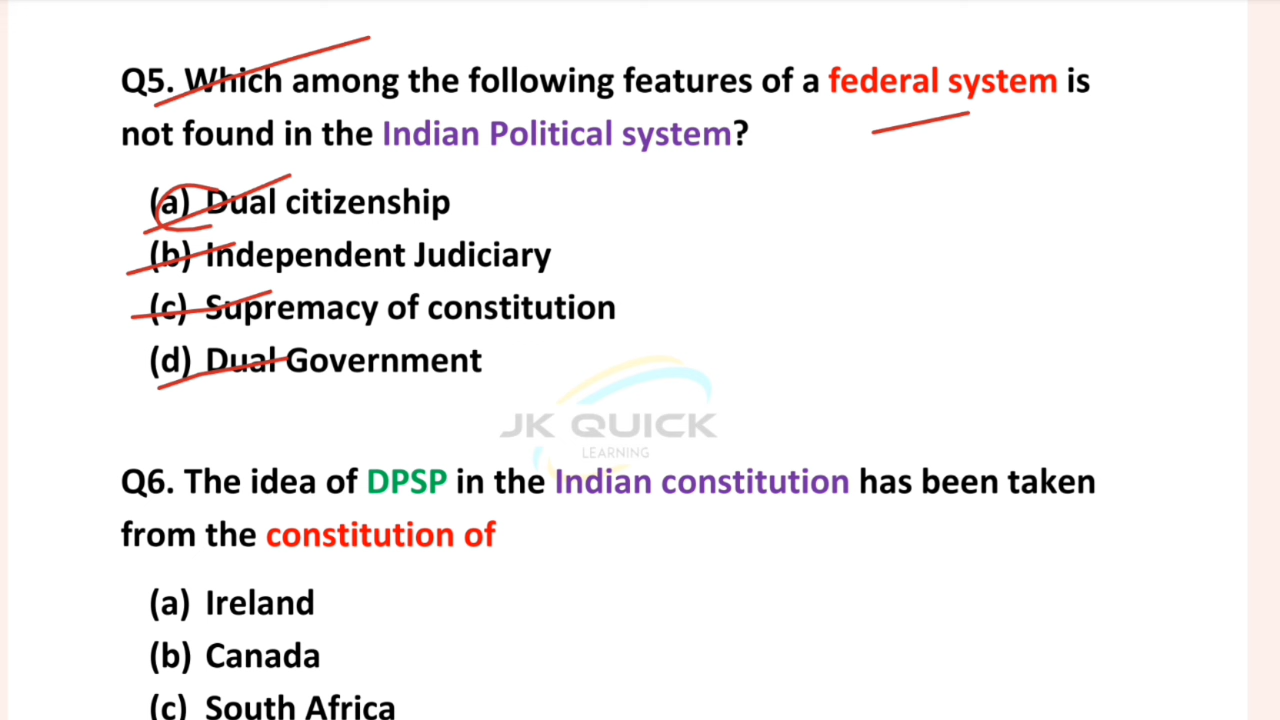 Q5. Which among the following features of a federal system is
not found in the Indian Political system?
(a) Dual citizenship
(b) Independent Judiciary
(c) Supremacy of constitution
(d) Dual Government
JK QUICK
LEARNING
Q6. The idea of DPSP in the Indian constitution has been taken
from the constitution of
(a) Ireland
(b) Canada
(c) South Africa